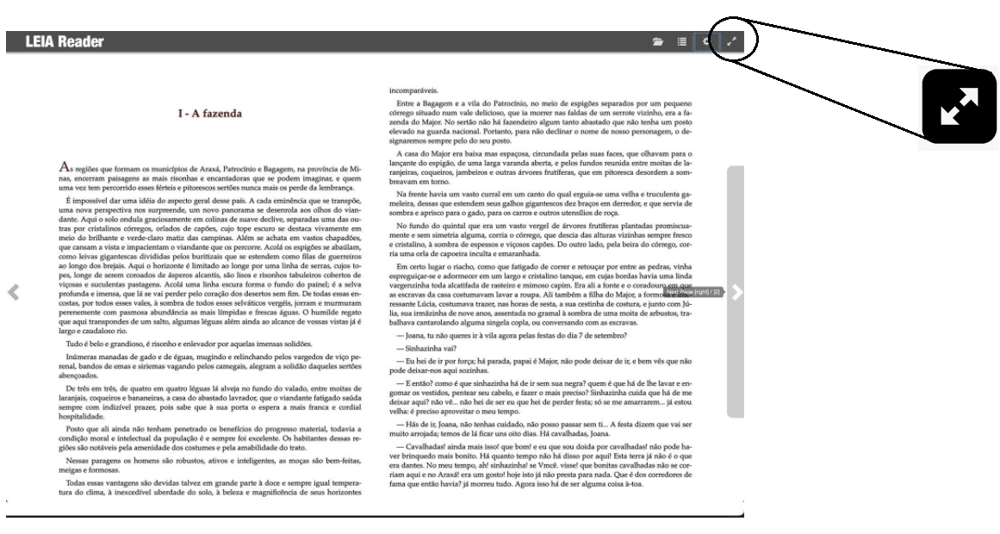 LEIA Reader
I - A fazenda
As regiões que formam os municípios de Araxá, Patrocínio e Bagagem, na província de Mi-
nas, encerram paisagens as mais risonhas e encantadoras que se podem imaginar, e quem
uma vez tem percorrido esses férteis e pitorescos sertões nunca mais os perde da lembrança.
É impossível dar uma idéia do aspecto geral desse país. A cada eminência que se transpõe,
uma nova perspectiva nos surpreende, um novo panorama se desenrola aos olhos do vian-
dante. Aqui o solo ondula graciosamente em colinas de suave declive, separadas uma das ou-
tras por cristalinos córregos, orlados de capões, cujo tope escuro se destaca vivamente em
meio do brilhante e verde-claro matiz das campinas. Além se achata em vastos chapadões,
que cansam a vista e impacientam o viandante que os percorre. Acolá os espigões se abaúlam,
como leivas gigantescas divididas pelos buritizais que se estendem como filas de guerreiros
ao longo dos brejais. Aqui o horizonte é limitado ao longe por uma linha de serras, cujos to-
pes, longe de serem coroados de ásperos alcantis, são lisos e risonhos tabuleiros cobertos de
viçosas e suculentas pastagens. Acolá uma linha escura forma o fundo do painel; é a selva
profunda e imensa, que lá se vai perder pelo coração dos desertos sem fim. De todas essas en-
costas, por todos esses vales, à sombra de todos esses selváticos vergéis, jorram e murmuram
perenemente com pasmosa abundância as mais límpidas e frescas águas. O humilde regato
que aqui transpondes de um salto, algumas léguas além ainda ao alcance de vossas vistas já é
largo e caudaloso rio.
Tudo é belo e grandioso, é risonho e enlevador por aquelas imensas solidões.
Inúmeras manadas de gado e de éguas, mugindo e relinchando pelos vargedos de viço pe-
renal, bandos de emas e siriemas vagando pelos camegais, alegram a solidão daqueles sertões
abençoados.
De três em três, de quatro em quatro léguas lá alveja no fundo do valado, entre moitas de
laranjais, coqueiros e bananeiras, a casa do abastado lavrador, que o viandante fatigado saúda
sempre com indizível prazer, pois sabe que à sua porta o espera a mais franca e cordial
hospitalidade.
Posto que ali ainda não tenham penetrado os benefícios do progresso material, todavia a
condição moral e intelectual da população é e sempre foi excelente. Os habitantes dessas re-
giões são notáveis pela amenidade dos costumes e pela amabilidade do trato.
Nessas paragens os homens são robustos, ativos e inteligentes, as moças são bem-feitas,
meigas e formosas.
Todas essas vantagens são devidas talvez em grande parte à doce e sempre igual tempera-
tura do clima, à inexcedível uberdade do solo, à beleza e magnificência de seus horizontes
incomparáveis.
Entre a Bagagem e a vila do Patrocínio, no meio de espigões separados por um pequeno
córrego situado num vale delicioso, que ia morrer nas faldas de um serrote vizinho, era a fa-
zenda do Major. No sertão não há fazendeiro algum tanto abastado que não tenha um posto
elevado na guarda nacional. Portanto, para não declinar o nome de nosso personagem, o de-
signaremos sempre pelo do seu posto.
A casa do Major era baixa mas espaçosa, circundada pelas suas faces, que olhavam para o
lançante do espigão, de uma larga varanda aberta, e pelos fundos reunida entre moitas de la-
ranjeiras, coqueiros, jambeiros e outras árvores frutíferas, que em pitoresca desordem a som-
breavam em torno.
Na frente havia um vasto curral em um canto do qual erguia-se uma velha e truculenta ga-
meleira, dessas que estendem seus galhos gigantescos dez braços em derredor, e que servia de
sombra e aprisco para o gado, para os carros e outros utensílios de roça.
No fundo do quintal que era um vasto vergel de árvores frutíferas plantadas promiscua-
mente e sem simetria alguma, corria o córrego, que descia das alturas vizinhas sempre fresco
e cristalino, à sombra de espessos e viçosos capões. Do outro lado, pela beira do córrego, cor-
ria uma orla de capoeira inculta e emaranhada.
Em certo lugar o riacho, como que fatigado de correr e retouçar por entre as pedras, vinha
espreguiçar-se e adormecer em um largo e cristalino tanque, em cujas bordas havia uma linda
vargenzinha toda alcatifada de rasteiro e mimoso capim. Era ali a fonte e o coradouro em que
as escravas da casa costumavam lavar a roupa. Ali também a filha do Major, a formosa e
Next Page [right] / [2]
ressante Lúcia, costumava trazer, nas horas de sesta, a sua cestinha de costura, e junto com Jú-
lia, sua irmãzinha de nove anos, assentada no gramal à sombra de uma moita de arbustos, tra-
balhava cantarolando alguma singela copla, ou conversando com as escravas.
— Joana, tu não queres ir à vila agora pelas festas do dia 7 de setembro?
— Sinhazinha vai?
— Eu hei de ir por força; há parada, papai é Major, não pode deixar de ir, e bem vês que não
pode deixar-nos aqui sozinhas.
— E então? como é que sinhazinha há de ir sem sua negra? quem é que há de lhe lavar e en-
gomar os vestidos, pentear seu cabelo, e fazer o mais preciso? Sinhazinha cuida que há de me
deixar aqui? não vê... não hei de ser eu que hei de perder festa; só se me amarrarem... já estou
velha: é preciso aproveitar o meu tempo.
— Hás de ir, Joana, não tenhas cuidado, não posso passar sem ti... A festa dizem que vai ser
muito arrojada; temos de lá ficar uns oito dias. Há cavalhadas, Joana.
— Cavalhadas! ainda mais isso! que bom! e eu que sou doida por cavalhadas! não pode ha-
ver brinquedo mais bonito. Há quanto tempo não há disso por aqui! Esta terra já não é o que
era dantes. No meu tempo, ah! sinhazinha! se Vmcê. visse! que bonitas cavalhadas não se cor-
riam aqui e no Araxá! era um gosto! hoje isto já não presta para nada. Que é dos corredores de
fama que então havia? já morreu tudo. Agora isso há de ser alguma coisa à-toa.